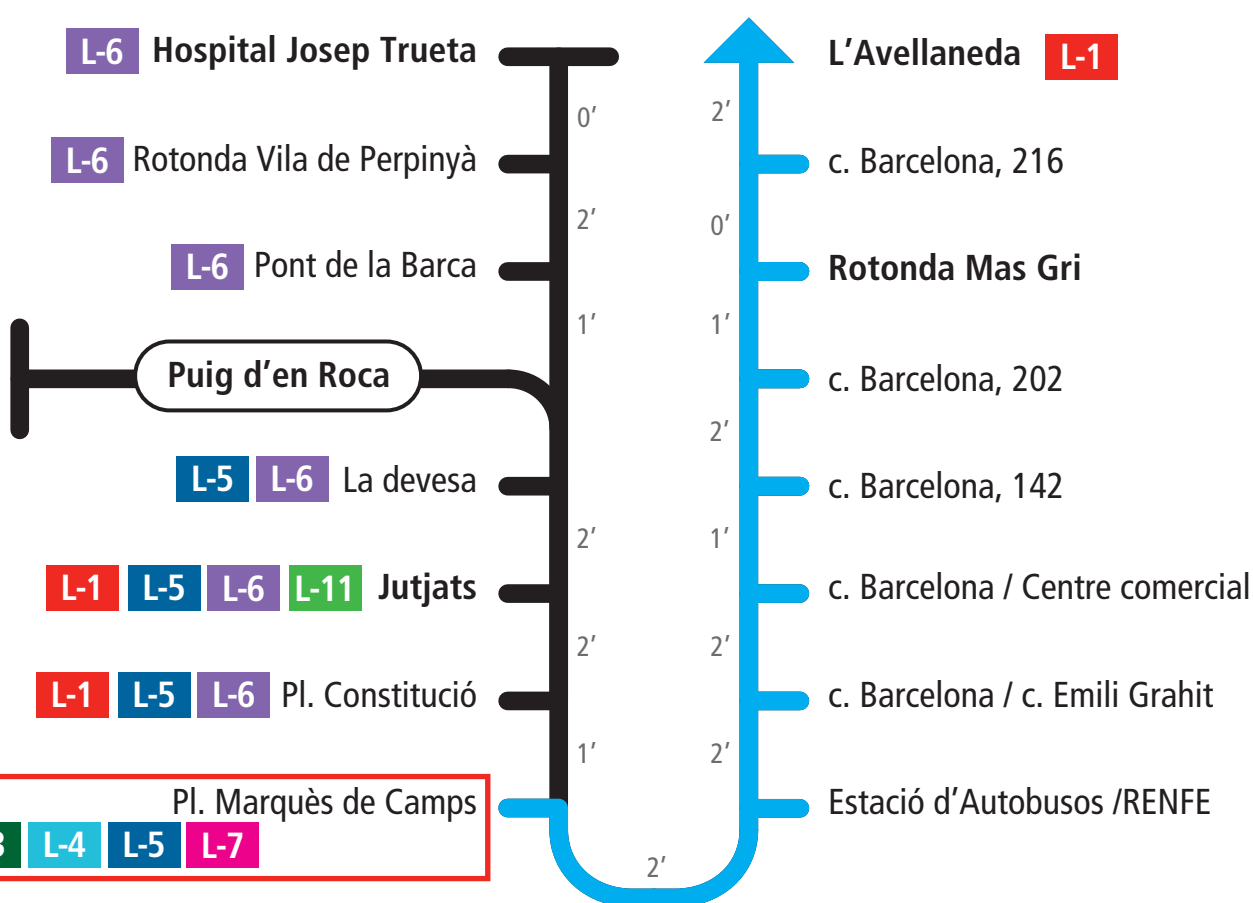 L-6 Hospital Josep Trueta
0’
L-6 Rotonda Vila de Perpinyà
2’
L-6 Pont de la Barca
1’
Puig d’en Roca
L-5 L-6 La devesa
2’
L-1 L-5 L-6 L-11 Jutjats
2’
L-1 L-5 L-6 Pl. Constitució
1’
Pl. Marquès de Camps
3 L-4 L-5 L-7
2’
L’Avellaneda L-1
2’
c. Barcelona, 216
0’
Rotonda Mas Gri
1’
c. Barcelona, 202
2’
c. Barcelona, 142
1’
c. Barcelona / Centre comercial
2’
c. Barcelona / c. Emili Grahit
2’
Estació d’Autobusos /RENFE